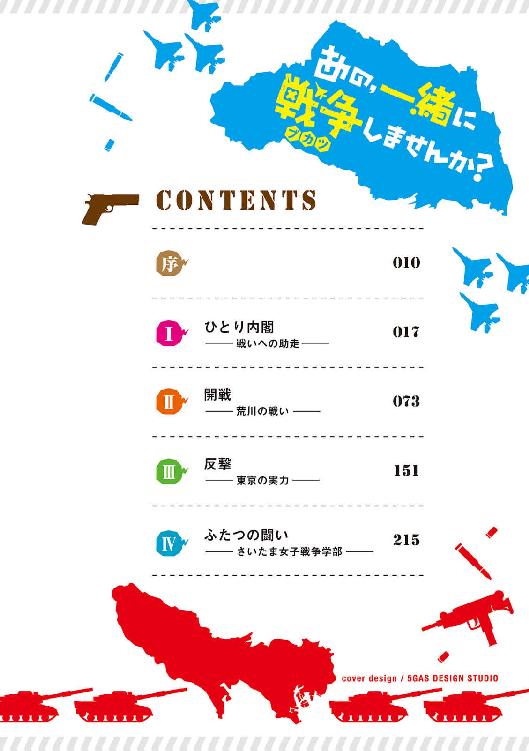 あの、一緒に
戦争しませんか?
ブカツ
CONTENTS
序 010
I ひとり内閣 017
戦いへの助走
II 開戦 073
荒川の戦い
III 反撃 151
東京の実力
IV ふたつの闘い 215
さいたま女子戦争学部
cover design / 5GAS DESIGN STUDIO